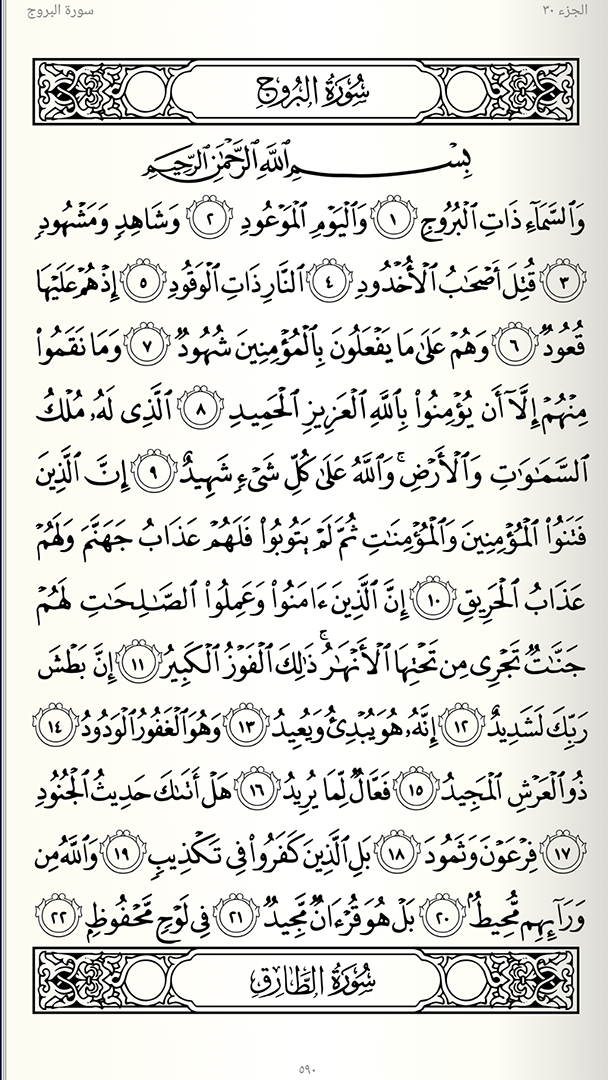 سورة البروج
الجزء ٣٠
سُورَةُ البُرُوجِ
بِسْمِ ٱللَّهِ ٱلرَّحْمَٰنِ ٱلرَّحِيمِ
وَٱلسَّمَآءِ ذَاتِ ٱلْبُرُوجِ ١ وَٱلْيَوْمِ ٱلْمَوْعُودِ ٢ وَشَاهِدٍ وَمَشْهُودٍ
٣ قُتِلَ أَصْحَٰبُ ٱلْأُخْدُودِ ٤ ٱلنَّارِ ذَاتِ ٱلْوَقُودِ ٥ إِذْ هُمْ عَلَيْهَا
قُعُودٌ ٦ وَهُمْ عَلَىٰ مَا يَفْعَلُونَ بِٱلْمُؤْمِنِينَ شُهُودٌ ٧ وَمَا نَقَمُوا۟
مِنْهُمْ إِلَّآ أَن يُؤْمِنُوا۟ بِٱللَّهِ ٱلْعَزِيزِ ٱلْحَمِيدِ ٨ ٱلَّذِى لَهُۥ مُلْكُ
ٱلسَّمَٰوَٰتِ وَٱلْأَرْضِ ۚ وَٱللَّهُ عَلَىٰ كُلِّ شَىْءٍ شَهِيدٌ ٩ إِنَّ ٱلَّذِينَ
فَتَنُوا۟ ٱلْمُؤْمِنِينَ وَٱلْمُؤْمِنَٰتِ ثُمَّ لَمْ يَتُوبُوا۟ فَلَهُمْ عَذَابُ جَهَنَّمَ وَلَهُمْ
عَذَابُ ٱلْحَرِيقِ ١٠ إِنَّ ٱلَّذِينَ ءَامَنُوا۟ وَعَمِلُوا۟ ٱلصَّٰلِحَٰتِ لَهُمْ
جَنَّٰتٌ تَجْرِى مِن تَحْتِهَا ٱلْأَنْهَٰرُ ۚ ذَٰلِكَ ٱلْفَوْزُ ٱلْكَبِيرُ ١١ إِنَّ بَطْشَ
رَبِّكَ لَشَدِيدٌ ١٢ إِنَّهُۥ هُوَ يُبْدِئُ وَيُعِيدُ ١٣ وَهُوَ ٱلْغَفُورُ ٱلْوَدُودُ ١٤
ذُو ٱلْعَرْشِ ٱلْمَجِيدُ ١٥ فَعَّالٌ لِّمَا يُرِيدُ ١٦ هَلْ أَتَىٰكَ حَدِيثُ ٱلْجُنُودِ
١٧ فِرْعَوْنَ وَثَمُودَ ١٨ بَلِ ٱلَّذِينَ كَفَرُوا۟ فِى تَكْذِيبٍ ١٩ وَٱللَّهُ مِن
وَرَآئِهِم مُّحِيطٌۢ ٢٠ بَلْ هُوَ قُرْءَانٌ مَّجِيدٌ ٢١ فِى لَوْحٍ مَّحْفُوظٍۭ ٢٢
سُورَةُ الطَّارِقِ
٥٩٠